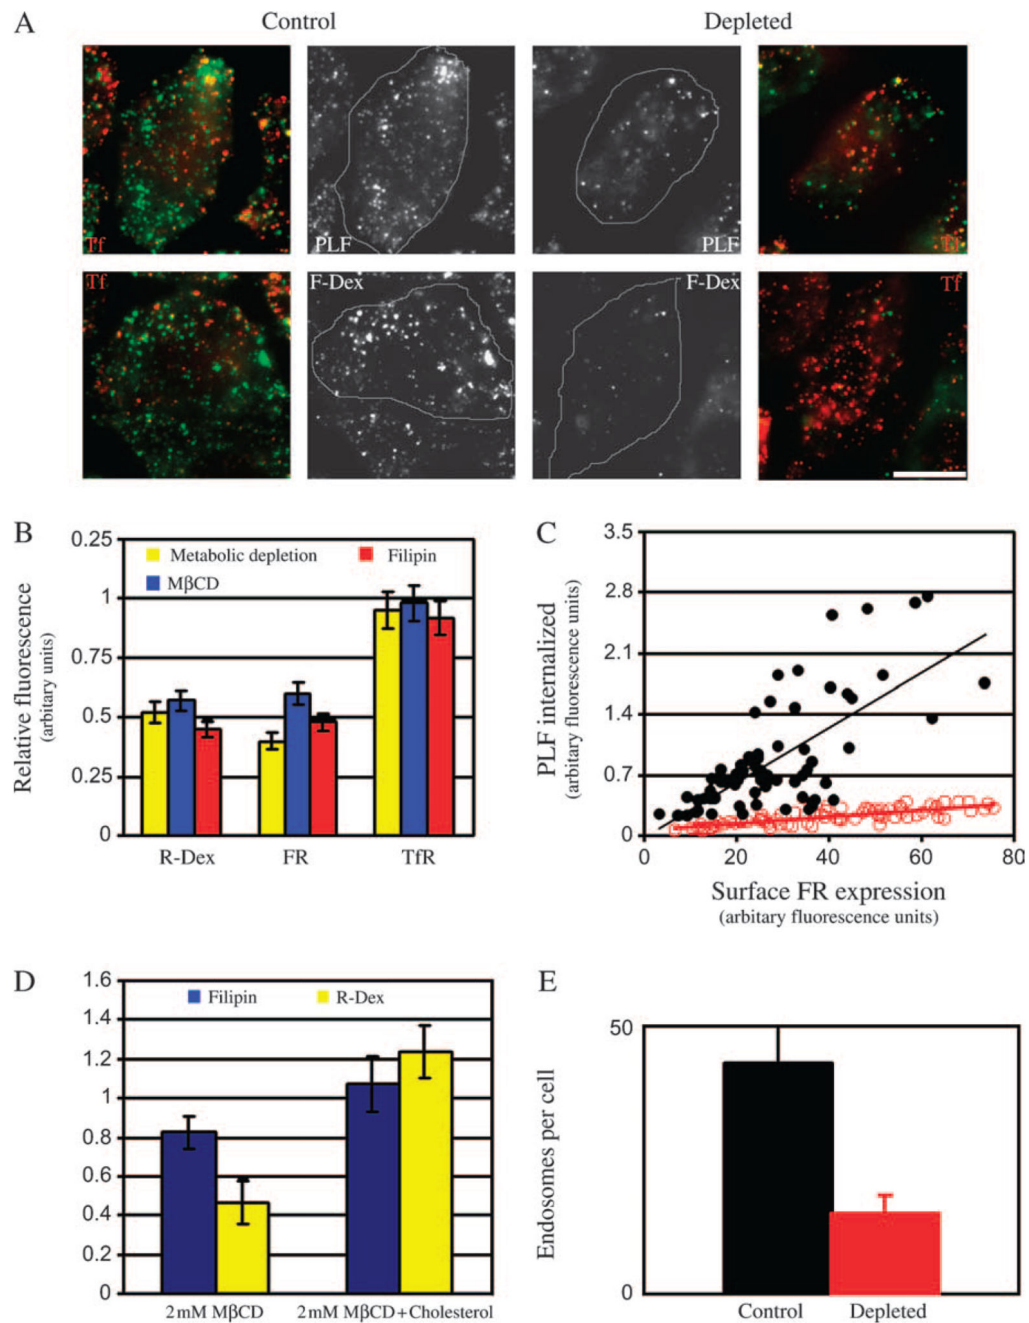 A
Control
Depleted
Tf
PLF
PLF
Tf
Tf
F-Dex
F-Dex
Tf
B
0.25
1
0.75
0.5
0.25
0
Relative fluorescence
(arbitary units)
Metabolic depletion
Filipin
MβCD
R-Dex
FR
TfR
C
3.5
2.8
2.1
1.4
0.7
0
PLF internalized
(arbitary fluorescence units)
0
20
40
60
80
Surface FR expression
(arbitary fluorescence units)
D
1.6
1.4
1.2
1
0.8
0.6
0.4
0.2
0
Filipin
R-Dex
2 mM MβCD
2 mM MβCD + Cholesterol
E
50
0
Endosomes per cell
Control
Depleted